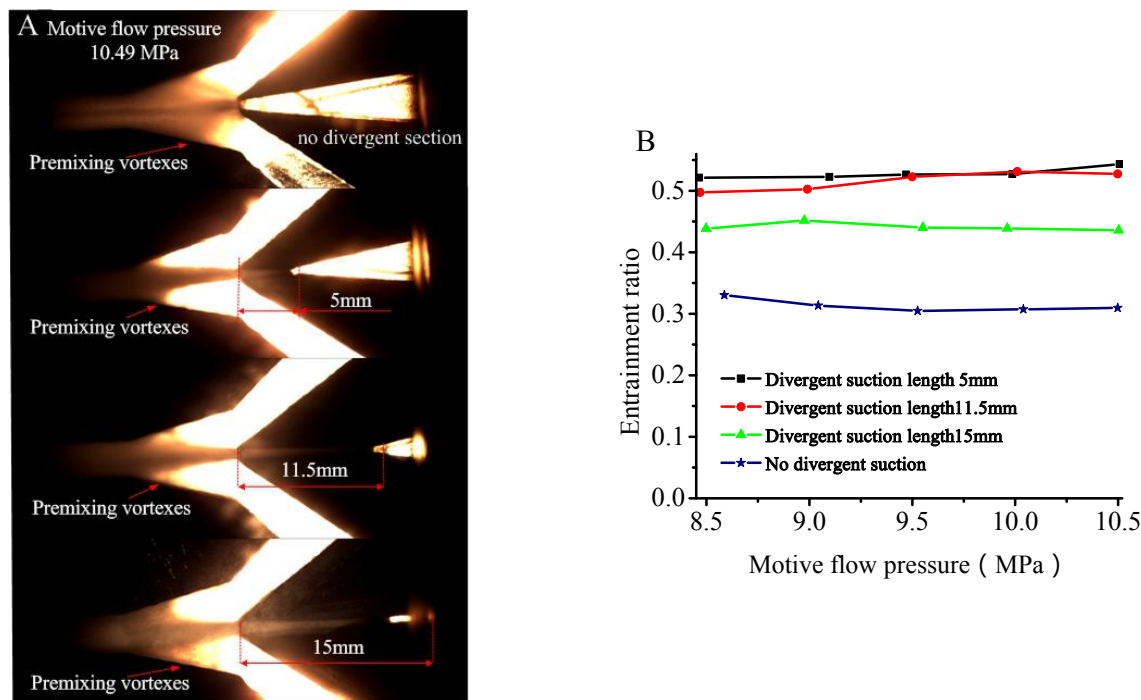 A
Motive flow pressure
10.49 MPa
no divergent section
Premixing vortexes
5mm
Premixing vortexes
11.5mm
Premixing vortexes
15mm
Premixing vortexes
B
Entrainment ratio
0.5
0.4
0.3
0.2
0.1
0.0
Divergent suction length 5mm
Divergent suction length11.5mm
Divergent suction length15mm
No divergent suction
8.5 9.0 9.5 10.0 10.5
Motive flow pressure ( MPa )